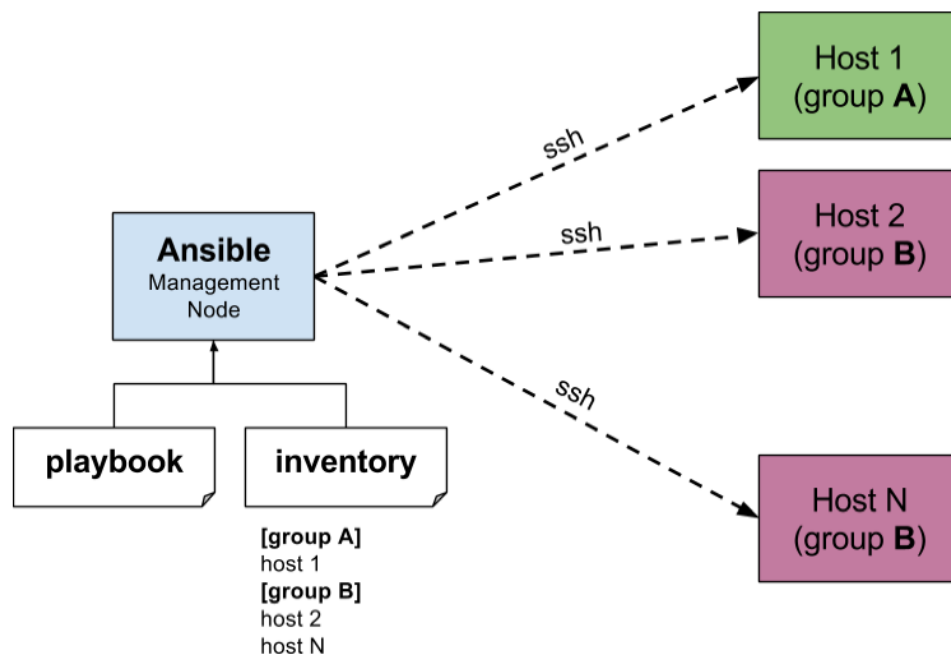 Host 1
(group A)
ssh
Host 2
(group B)
ssh
Ansible
Management
Node
ssh
playbook
inventory
Host N
(group B)
[group A]
host 1
[group B]
host 2
host N